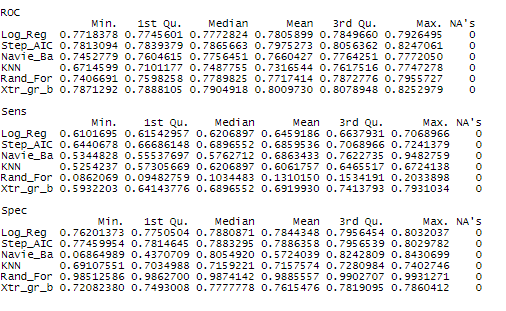 ROC
Min. 1st Qu. Median Mean 3rd Qu. Max. NA's
Log_Reg 0.7718378 0.7745601 0.7772824 0.7805899 0.7849660 0.7926495 0
Step_AIC 0.7813094 0.7839379 0.7865663 0.7975273 0.8056362 0.8247061 0
Navie_Ba 0.7452779 0.7604615 0.7756451 0.7660427 0.7764251 0.7772050 0
KNN 0.6714599 0.7101177 0.7487755 0.7316544 0.7617516 0.7747278 0
Rand_For 0.7406691 0.7598258 0.7789825 0.7717414 0.7872776 0.7955727 0
Xtr_gr_b 0.7871292 0.7888105 0.7904918 0.8009730 0.8078948 0.8252979 0
Sens
Min. 1st Qu. Median Mean 3rd Qu. Max. NA's
Log_Reg 0.6101695 0.61542957 0.6206897 0.6459186 0.6637931 0.7068966 0
Step_AIC 0.6440678 0.66686148 0.6896552 0.6859536 0.7068966 0.7241379 0
Navie_Ba 0.5344828 0.55537697 0.5762712 0.6863433 0.7622735 0.9482759 0
KNN 0.5254237 0.57305669 0.6206897 0.6061757 0.6465517 0.6724138 0
Rand_For 0.0862069 0.09482759 0.1034483 0.1310150 0.1534191 0.2033898 0
Xtr_gr_b 0.5932203 0.64143776 0.6896552 0.6919930 0.7413793 0.7931034 0
Spec
Min. 1st Qu. Median Mean 3rd Qu. Max. NA's
Log_Reg 0.76201373 0.7750504 0.7880871 0.7844348 0.7956454 0.8032037 0
Step_AIC 0.77459954 0.7814645 0.7883295 0.7886358 0.7956539 0.8029782 0
Navie_Ba 0.06864989 0.4370709 0.8054920 0.5724039 0.8242809 0.8430699 0
KNN 0.69107551 0.7034988 0.7159221 0.7157574 0.7280984 0.7402746 0
Rand_For 0.98512586 0.9862700 0.9874142 0.9885557 0.9902707 0.9931271 0
Xtr_gr_b 0.72082380 0.7493008 0.7777778 0.7615476 0.7819095 0.7860412 0